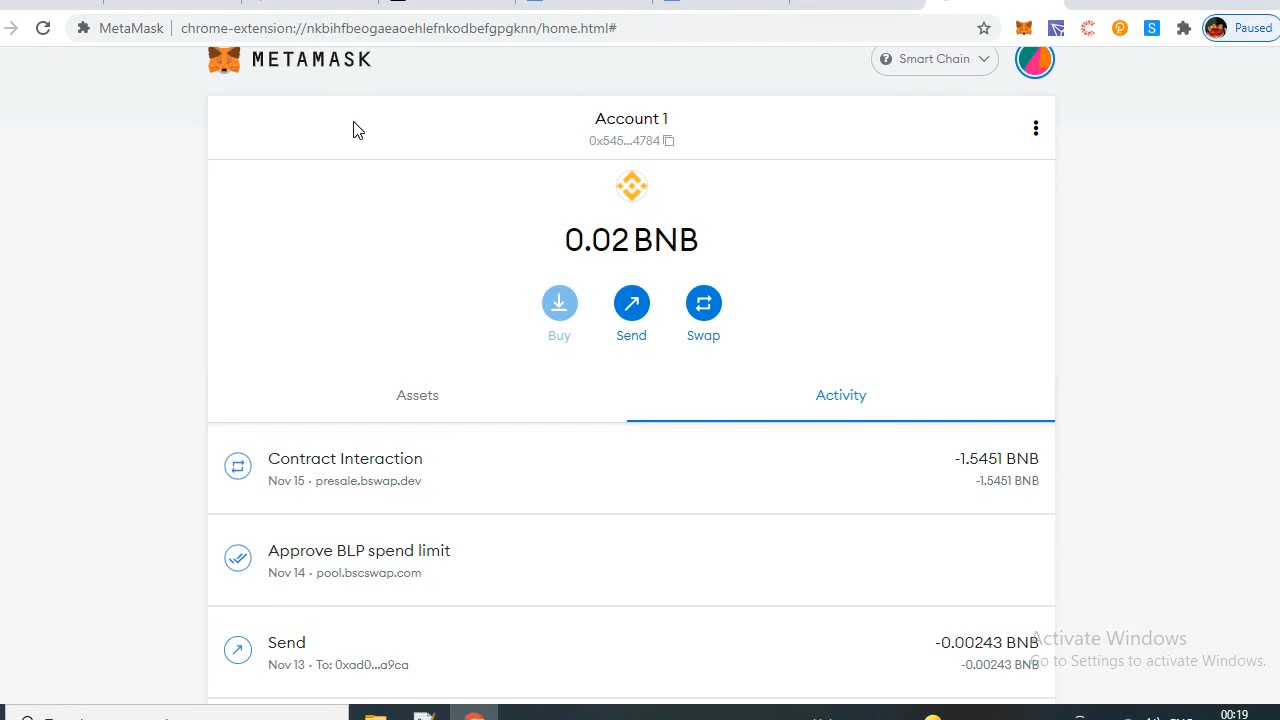 MetaMask
chrome-extension://nkbihfbeogaeaoehlefnkodbefgpgknn/home.html#
S
Paused
METAMASK
? Smart Chain
Account 1
0x545...4784
0.02 BNB
Buy
Send
Swap
Assets
Activity
Contract Interaction
-1.5451 BNB
Nov 15 · presale.bswap.dev
-1.5451 BNB
Approve BLP spend limit
Nov 14 · pool.bscswap.com
Send
-0.00243 BNB
Nov 13 · To: 0xad0...a9ca
-0.00243 BNB
Activate Windows
Go to Settings to activate Windows.
00:19